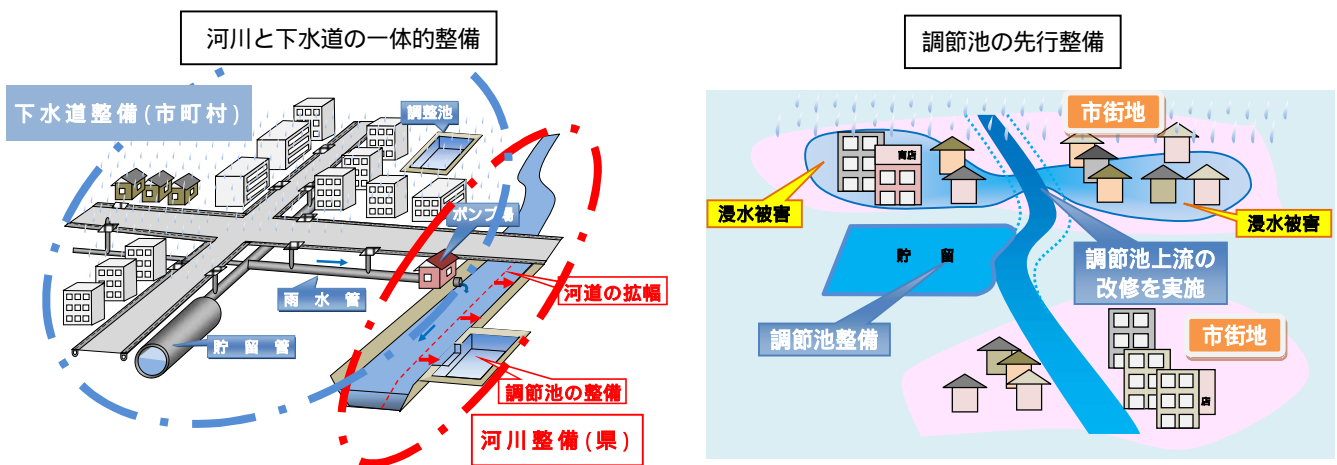 河川と下水道の一体的整備
下水道整備(市町村)
調整池
ポンプ場
雨水管
貯留管
河道の拡幅
調節池の整備
河川整備(県)
調節池の先行整備
市街地
商店
浸水被害
浸水被害
貯留
調節池上流の
改修を実施
調節池整備
市街地
店